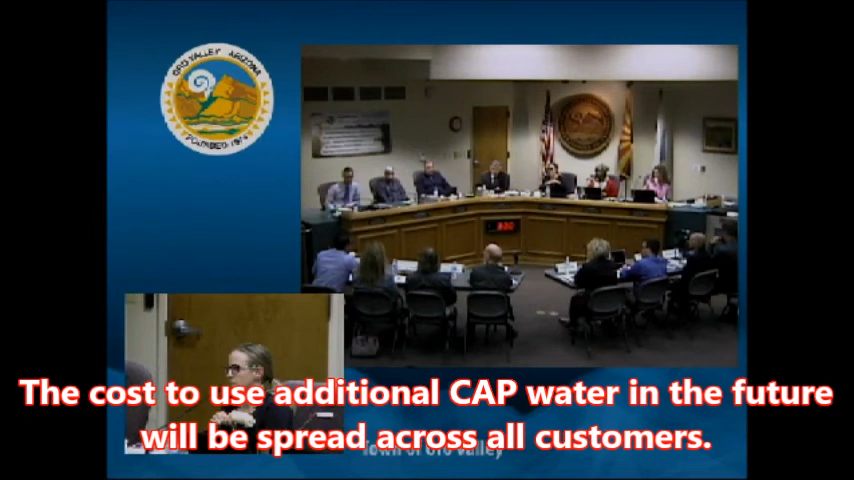 ORO VALLEY ARIZONA
FOUNDED 1974
The cost to use additional CAP water in the future
will be spread across all customers.
Town of Oro Valley